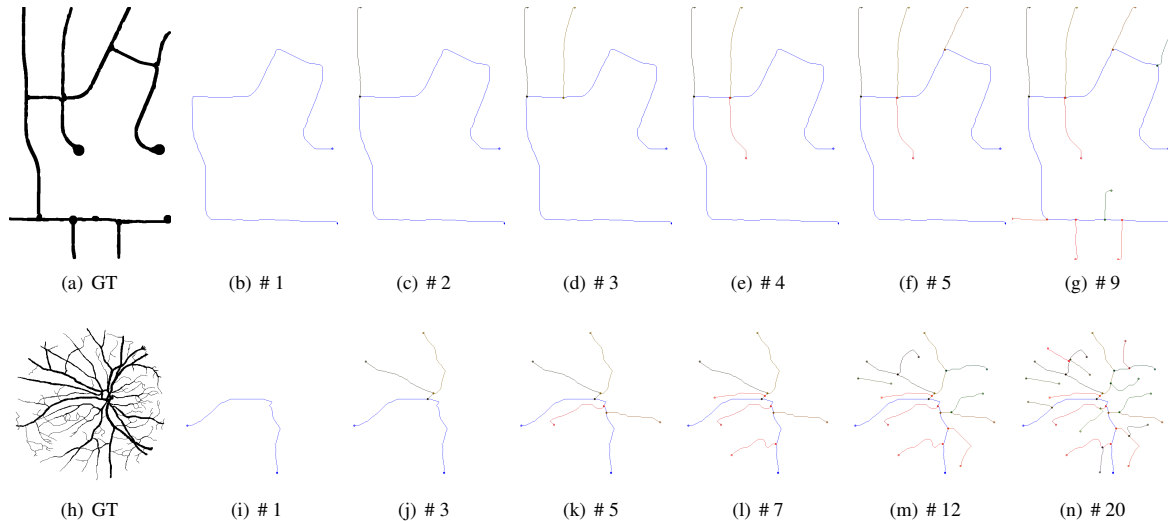 (a) GT (b) # 1 (c) # 2 (d) # 3 (e) # 4 (f) # 5 (g) # 9
(h) GT (i) # 1 (j) # 3 (k) # 5 (l) # 7 (m) # 12 (n) # 20